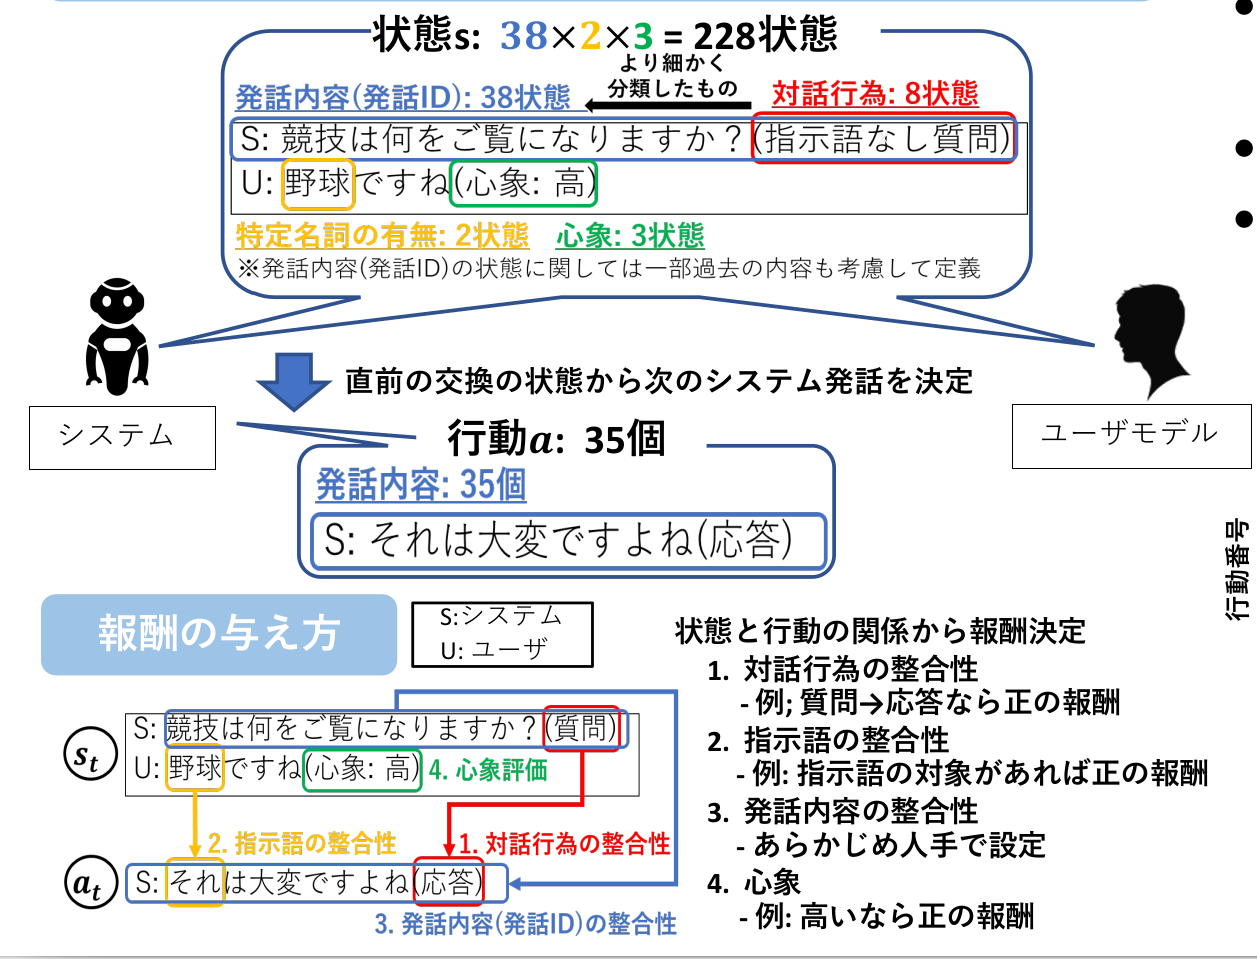 状態s: 38×2×3 = 228状態
より細かく
分類したもの
発話内容(発話ID): 38状態
対話行為: 8状態
S: 競技は何をご覧になりますか？(指示語なし質問)
U: 野球ですね(心象: 高)
特定名詞の有無: 2状態 心象: 3状態
※発話内容(発話ID)の状態に関しては一部過去の内容も考慮して定義
直前の交換の状態から次のシステム発話を決定
システム
ユーザモデル
行動a: 35個
発話内容: 35個
S: それは大変ですよね(応答)
行動番号
報酬の与え方
S:システム
U: ユーザ
st
S: 競技は何をご覧になりますか？(質問)
U: 野球ですね(心象: 高) 4. 心象評価
2. 指示語の整合性
1. 対話行為の整合性
at
S: それは大変ですよね(応答)
3. 発話内容(発話ID)の整合性
状態と行動の関係から報酬決定
1. 対話行為の整合性
- 例; 質問→応答なら正の報酬
2. 指示語の整合性
- 例: 指示語の対象があれば正の報酬
3. 発話内容の整合性
- あらかじめ人手で設定
4. 心象
- 例: 高いなら正の報酬